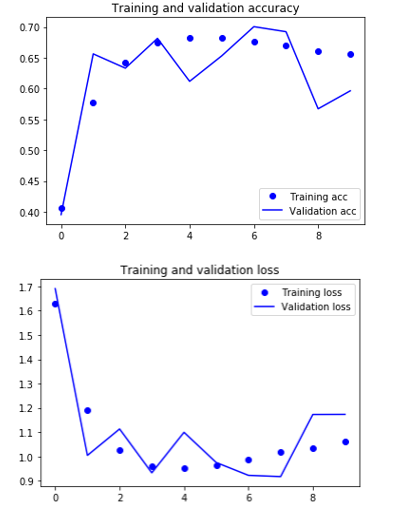 Training and validation accuracy
0.70
0.65
0.60
0.55
0.50
0.45
0.40
Training acc
Validation acc
0 2 4 6 8
Training and validation loss
1.7
1.6
1.5
1.4
1.3
1.2
1.1
1.0
0.9
Training loss
Validation loss
0 2 4 6 8